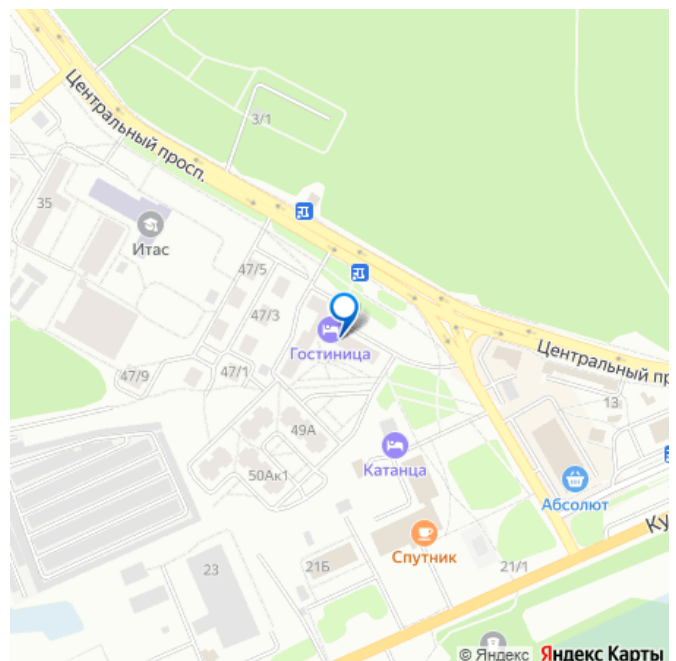 Центральный просп.
3/1
35
Итас
47/5
47/3
Гостиница
Центральный пр
47/9
47/1
13
49А
Катанца
50Ак1
Абсолют
Ку
Спутник
21Б
21/1
23
© Яндекс Яндекс Карты